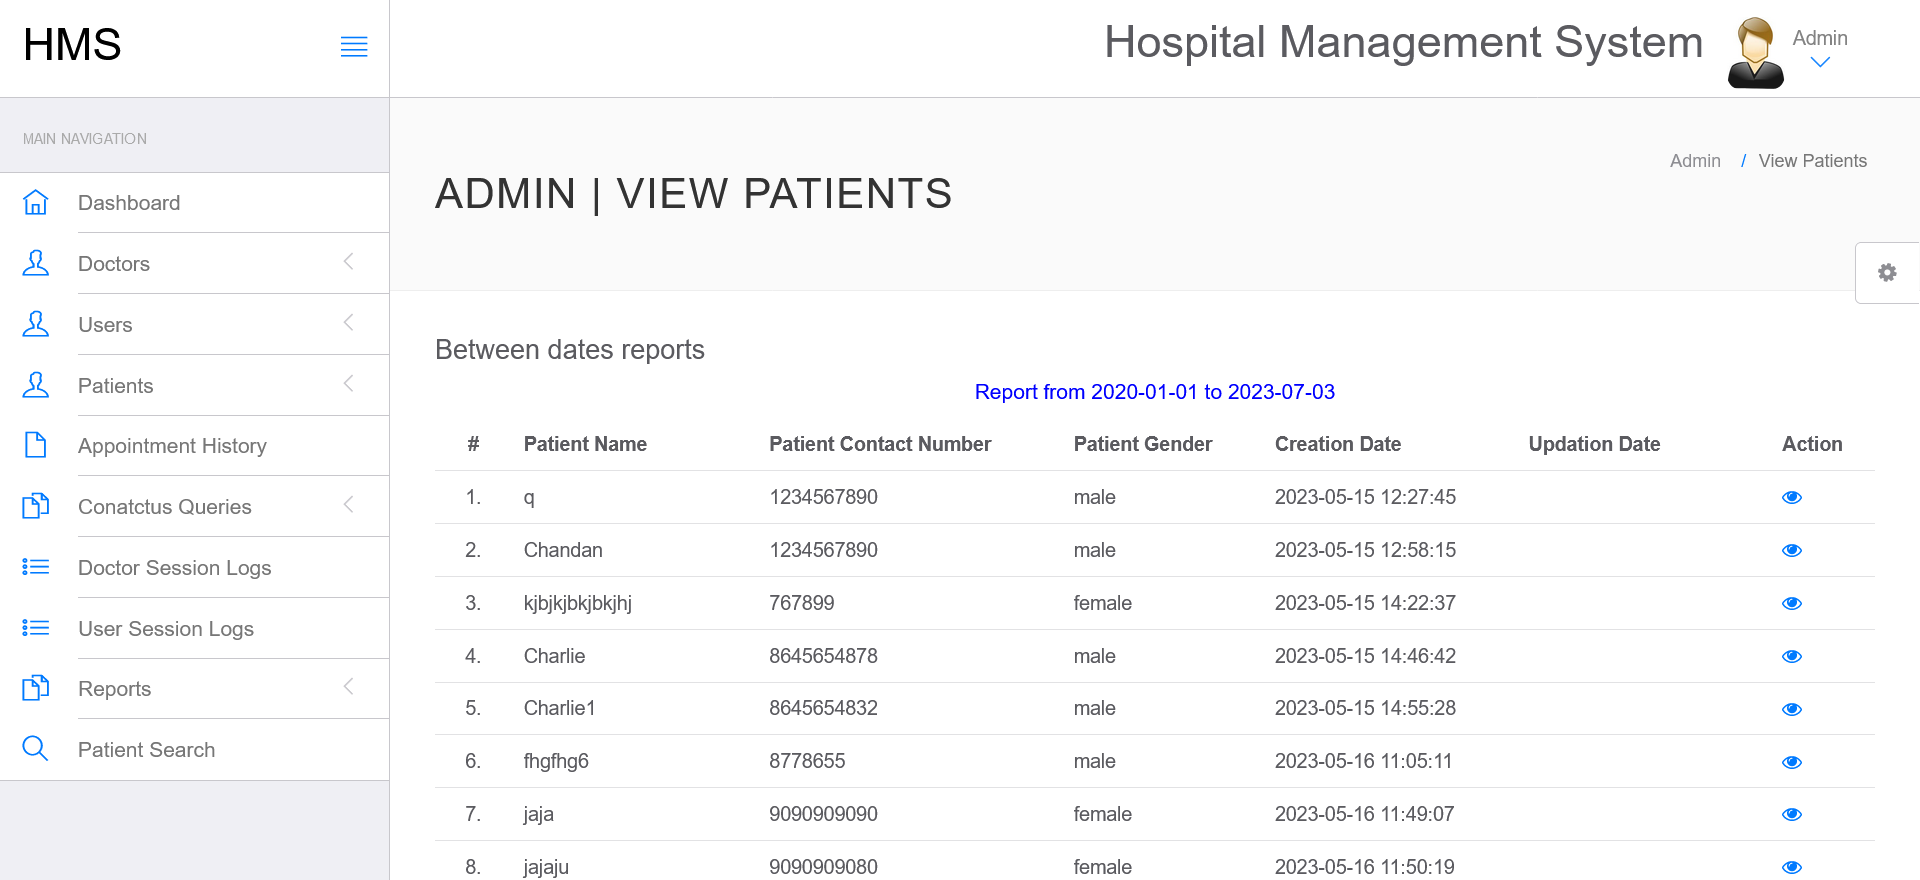 HMS
Hospital Management System
Admin
MAIN NAVIGATION
Dashboard
Doctors
Users
Patients
Appointment History
Conatctus Queries
Doctor Session Logs
User Session Logs
Reports
Patient Search
ADMIN | VIEW PATIENTS
Admin / View Patients
Between dates reports
Report from 2020-01-01 to 2023-07-03
# Patient Name Patient Contact Number Patient Gender Creation Date Updation Date Action
1. q 1234567890 male 2023-05-15 12:27:45
2. Chandan 1234567890 male 2023-05-15 12:58:15
3. kjbjkjbkjbkjhj 767899 female 2023-05-15 14:22:37
4. Charlie 8645654878 male 2023-05-15 14:46:42
5. Charlie1 8645654832 male 2023-05-15 14:55:28
6. fhgfhg6 8778655 male 2023-05-16 11:05:11
7. jaja 9090909090 female 2023-05-16 11:49:07
8. jajaju 9090909080 female 2023-05-16 11:50:19